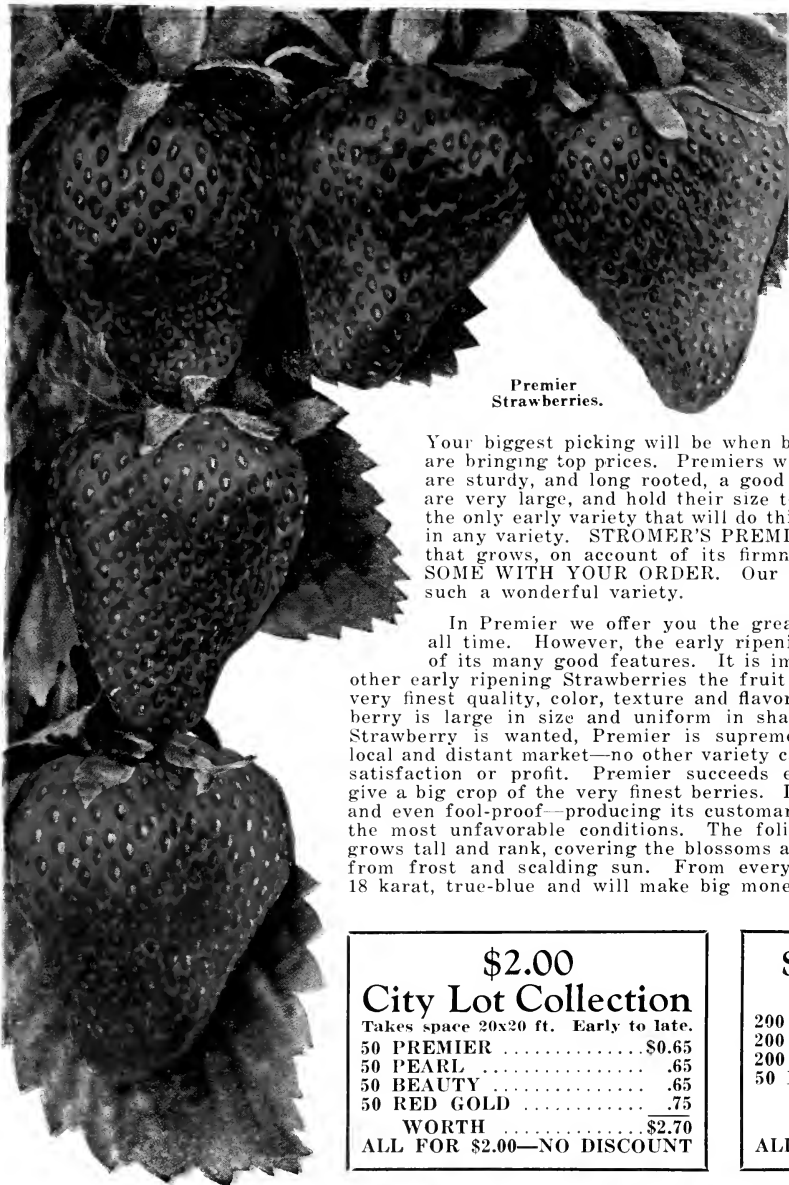 Premier
Strawberries.
Your biggest picking will be when b
are bringing top prices. Premiers w
are sturdy, and long rooted, a good
are very large, and hold their size t
the only early variety that will do thi
in any variety. STROMER'S PREMI
that grows, on account of its firmn
SOME WITH YOUR ORDER. Our
such a wonderful variety.
In Premier we offer you the grea
all time. However, the early ripeni
of its many good features. It is im
other early ripening Strawberries the fruit
very finest quality, color, texture and flavor
berry is large in size and uniform in sha
Strawberry is wanted, Premier is supreme
local and distant market—no other variety c
satisfaction or profit. Premier succeeds e
give a big crop of the very finest berries. I
and even fool-proof—producing its customar
the most unfavorable conditions. The foli
grows tall and rank, covering the blossoms a
from frost and scalding sun. From every
18 karat, true-blue and will make big mone
$2.00
City Lot Collection
Takes space 20x20 ft. Early to late.
50 PREMIER ..............$0.65
50 PEARL ................ .65
50 BEAUTY ............... .65
50 RED GOLD ............ .75
WORTH ..............$2.70
ALL FOR $2.00—NO DISCOUNT
200
200
200
50
ALL